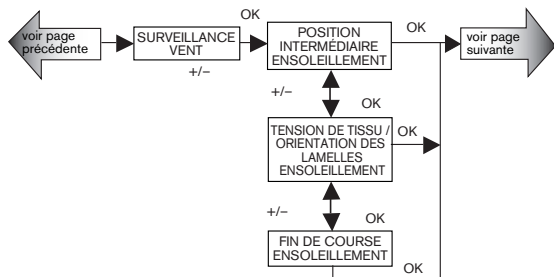 voir page
précédente
SURVEILLANCE
VENT
+/–
OK
POSITION
INTERMÉDIAIRE
ENSOLEILLEMENT
OK
voir page
suivante
+/–
OK
TENSION DE TISSU /
ORIENTATION DES
LAMELLES
ENSOLEILLEMENT
OK
+/–
OK
FIN DE COURSE
ENSOLEILLEMENT
OK